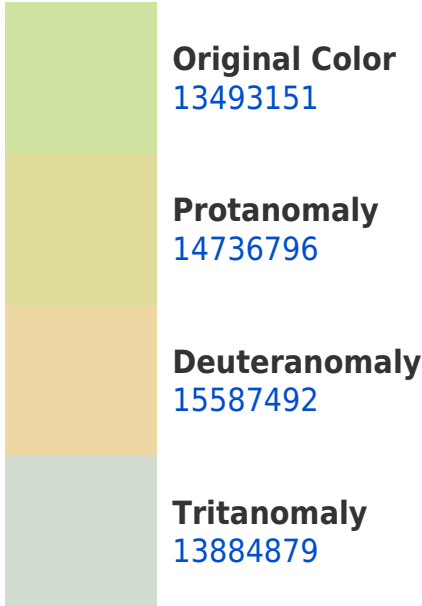 Original Color
13493151
Protanomaly
14736796
Deuteranomaly
15587492
Tritanomaly
13884879